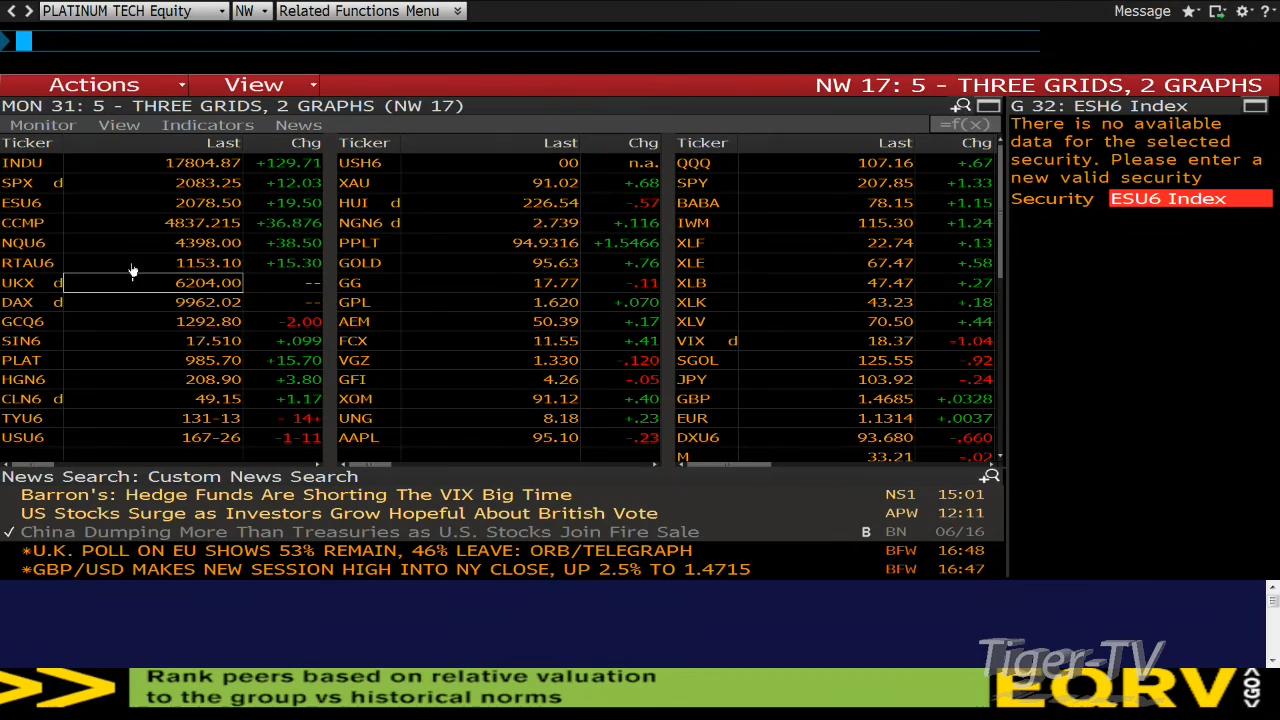 PLATINUM TECH Equity NW Related Functions Menu Message ?
Actions View NW 17: 5 - THREE GRIDS, 2 GRAPHS
MON 31: 5 - THREE GRIDS, 2 GRAPHS (NW 17) G 32: ESH6 Index
Monitor View Indicators News =f(x)
There is no available
data for the selected
security. Please enter a
new valid security
Security ESU6 Index
Ticker Last Chg Ticker Last Chg Ticker Last Chg
INDU 17804.87 +129.71 USH6 00 n.a. QQQ 107.16 +.67
SPX d 2083.25 +12.03 XAU 91.02 +.68 SPY 207.85 +1.33
ESU6 2078.50 +19.50 HUI d 226.54 -.57 BABA 78.15 +1.15
CCMP 4837.215 +36.876 NGN6 d 2.739 +.116 IWM 115.30 +1.24
NQU6 4398.00 +38.50 PPLT 94.9316 +1.5466 XLF 22.74 +.13
RTAU6 1153.10 +15.30 GOLD 95.63 +.76 XLE 67.47 +.58
UKX d 6204.00 -- GG 17.77 -.11 XLB 47.47 +.27
DAX d 9962.02 -- GPL 1.620 +.070 XLK 43.23 +.18
GCQ6 1292.80 -2.00 AEM 50.39 +.17 XLV 70.50 +.44
SIN6 17.510 +.099 FCX 11.55 +.41 VIX d 18.37 -1.04
PLAT 985.70 +15.70 VGZ 1.330 -.120 SGOL 125.55 -.92
HGN6 208.90 +3.80 GFI 4.26 -.05 JPY 103.92 -.24
CLN6 d 49.15 +1.17 XOM 91.12 +.40 GBP 1.4685 +.0328
TYU6 131-13 - 14+ UNG 8.18 +.23 EUR 1.1314 +.0037
USU6 167-26 -1-11 AAPL 95.10 -.23 DXU6 93.680 -.660
M 33.21 -.02
News Search: Custom News Search
Barron's: Hedge Funds Are Shorting The VIX Big Time NS1 15:01
US Stocks Surge as Investors Grow Hopeful About British Vote APW 12:11
✓ China Dumping More Than Treasuries as U.S. Stocks Join Fire Sale B BN 06/16
*U.K. POLL ON EU SHOWS 53% REMAIN, 46% LEAVE: ORB/TELEGRAPH BFW 16:48
*GBP/USD MAKES NEW SESSION HIGH INTO NY CLOSE, UP 2.5% TO 1.4715 BFW 16:47
Tiger-TV
Rank peers based on relative valuation
to the group vs historical norms
EQRV <GO>